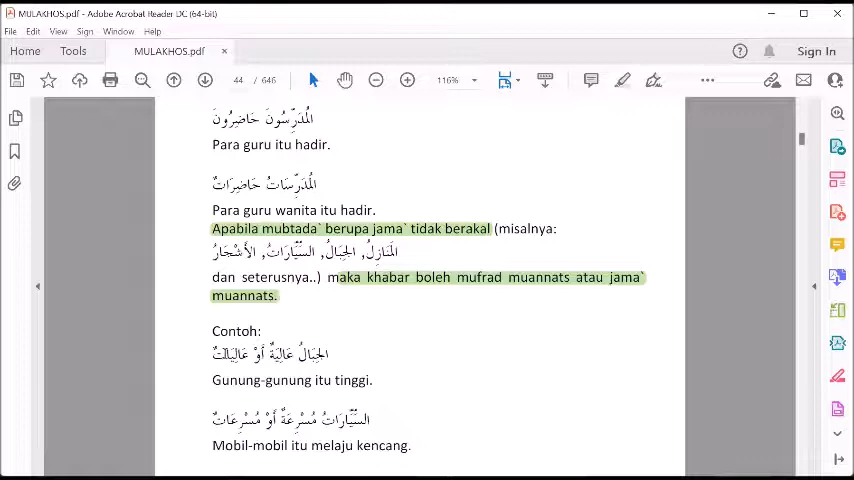 MULAKHOS.pdf - Adobe Acrobat Reader DC (64-bit)
File Edit View Sign Window Help
Home Tools MULAKHOS.pdf × Sign In
44 / 646 116%
الْمُدَرِّسُونَ حَاضِرُونَ
Para guru itu hadir.
الْمُدَرِّسَاتُ حَاضِرَاتٌ
Para guru wanita itu hadir.
Apabila mubtada` berupa jama` tidak berakal (misalnya:
الْمَنَازِلُ, الْجِبَالُ, السَّيَّارَاتُ, الأَشْجَارُ
dan seterusnya..) maka khabar boleh mufrad muannats atau jama`
muannats.
Contoh:
الْجِبَالُ عَالِيَةٌ أَوْ عَالِيَاتٌ
Gunung-gunung itu tinggi.
السَّيَّارَاتُ مُسْرِعَةٌ أَوْ مُسْرِعَاتٌ
Mobil-mobil itu melaju kencang.